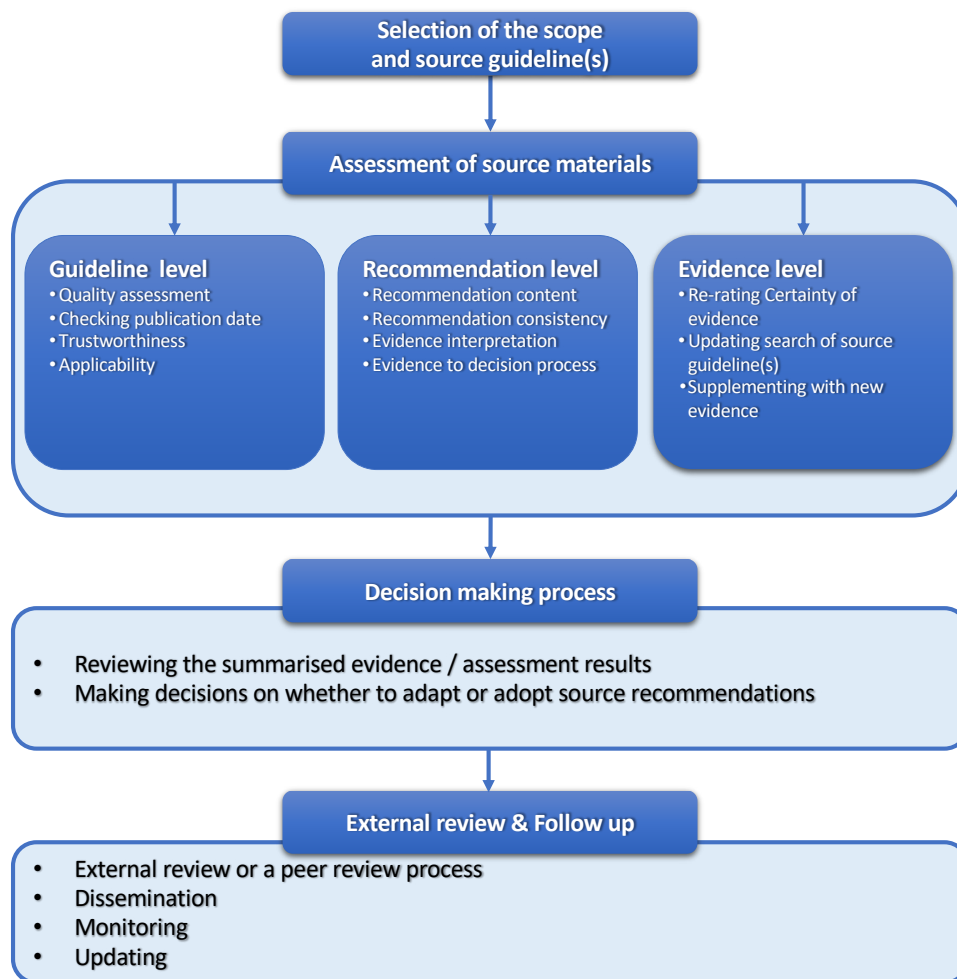 Selection of the scope
and source guideline(s)
Assessment of source materials
Guideline level
• Quality assessment
• Checking publication date
• Trustworthiness
• Applicability
Recommendation level
• Recommendation content
• Recommendation consistency
• Evidence interpretation
• Evidence to decision process
Evidence level
• Re-rating Certainty of
evidence
• Updating search of source
guideline(s)
• Supplementing with new
evidence
Decision making process
• Reviewing the summarised evidence / assessment results
• Making decisions on whether to adapt or adopt source recommendations
External review & Follow up
• External review or a peer review process
• Dissemination
• Monitoring
• Updating